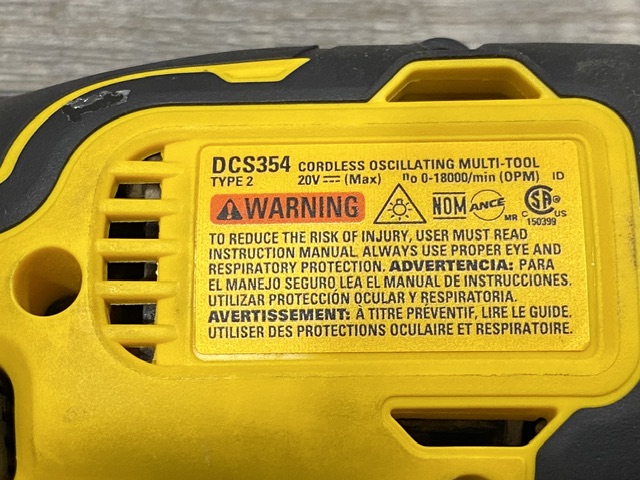 DCS354 CORDLESS OSCILLATING MULTI-TOOL
TYPE 2 20V ⎓ (Max) no 0-18000/min (OPM) ID
WARNING NOM ANCE MR C SA US
150399
TO REDUCE THE RISK OF INJURY, USER MUST READ
INSTRUCTION MANUAL. ALWAYS USE PROPER EYE AND
RESPIRATORY PROTECTION. ADVERTENCIA: PARA
EL MANEJO SEGURO LEA EL MANUAL DE INSTRUCCIONES.
UTILIZAR PROTECCIÓN OCULAR Y RESPIRATORIA.
AVERTISSEMENT: À TITRE PRÉVENTIF, LIRE LE GUIDE.
UTILISER DES PROTECTIONS OCULAIRE ET RESPIRATOIRE.